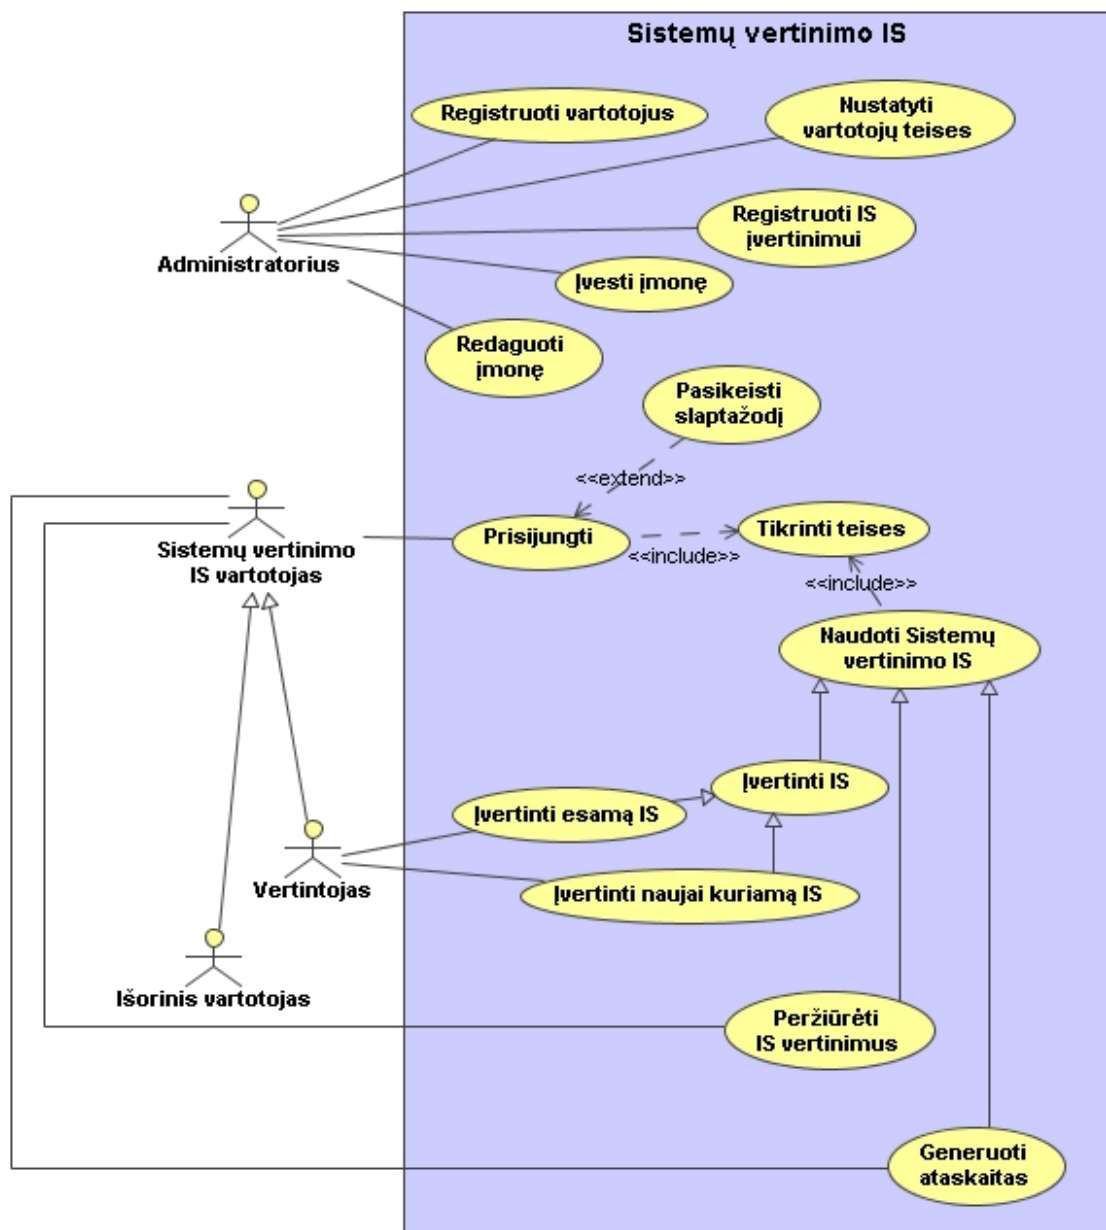 Sistemų vertinimo IS
Registruoti vartotojus
Nustatyti
vartotojų teises
Registruoti IS
įvertinimui
Administratorius
Įvesti įmonę
Redaguoti
įmonę
Pasikeisti
slaptažodį
<<extend>>
Prisijungti
Tikrinti teises
<<include>>
Sistemų vertinimo
IS vartotojas
<<include>>
Naudoti Sistemų
vertinimo IS
Įvertinti IS
Įvertinti esamą IS
Vertintojas
Įvertinti naujai kuriamą IS
Išorinis vartotojas
Peržiūrėti
IS vertinimus
Generuoti
ataskaitas